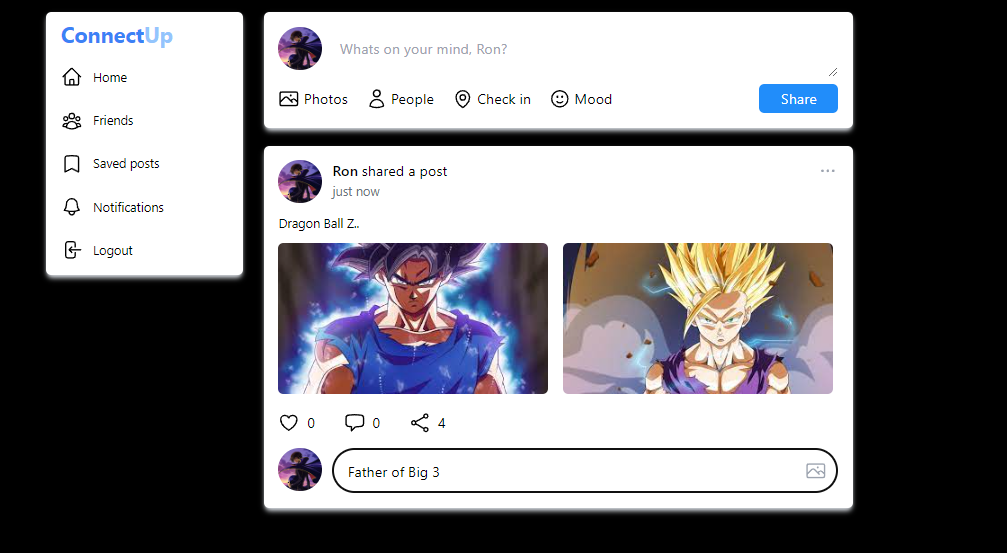 ConnectUp
Home
Friends
Saved posts
Notifications
Logout
Whats on your mind, Ron?
Photos People Check in Mood Share
Ron shared a post
just now
Dragon Ball Z..
0 0 4
Father of Big 3